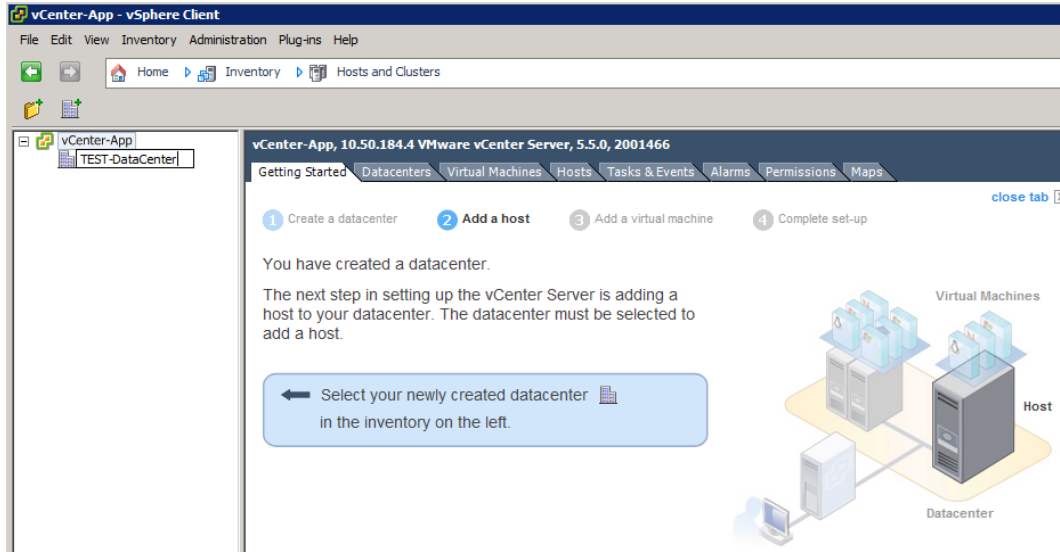 vCenter-App - vSphere Client
File Edit View Inventory Administration Plug-ins Help
Home Inventory Hosts and Clusters
vCenter-App
TEST-DataCenter
vCenter-App, 10.50.184.4 VMware vCenter Server, 5.5.0, 2001466
Getting Started Datacenters Virtual Machines Hosts Tasks & Events Alarms Permissions Maps
close tab
1 Create a datacenter 2 Add a host 3 Add a virtual machine 4 Complete set-up
You have created a datacenter.
The next step in setting up the vCenter Server is adding a
host to your datacenter. The datacenter must be selected to
add a host.
Select your newly created datacenter
in the inventory on the left.
Virtual Machines
Host
Datacenter